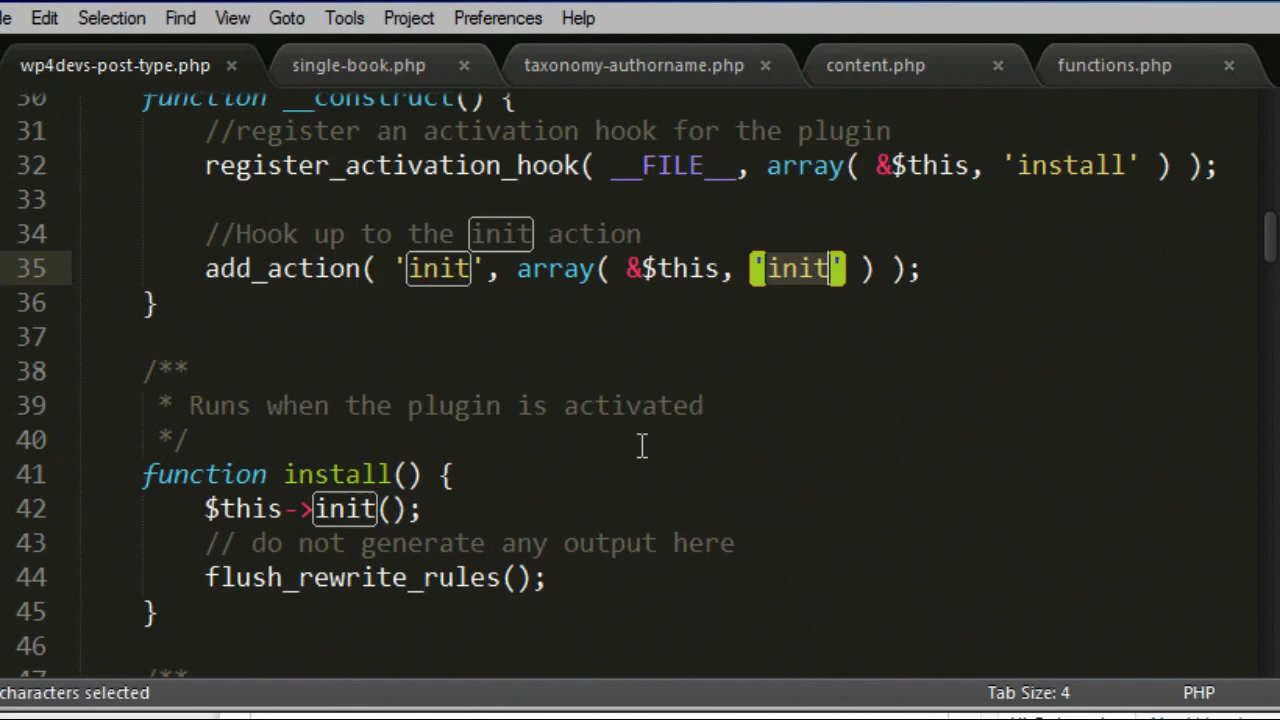 Edit Selection Find View Goto Tools Project Preferences Help
wp4devs-post-type.php × single-book.php × taxonomy-authorname.php × content.php × functions.php ×
30 function __construct() {
31 //register an activation hook for the plugin
32 register_activation_hook( __FILE__, array( &$this, 'install' ) );
33
34 //Hook up to the init action
35 add_action( 'init', array( &$this, 'init' ) );
36 }
37
38 /**
39 * Runs when the plugin is activated
40 */
41 function install() {
42 $this->init();
43 // do not generate any output here
44 flush_rewrite_rules();
45 }
46
47 /**
characters selected Tab Size: 4 PHP